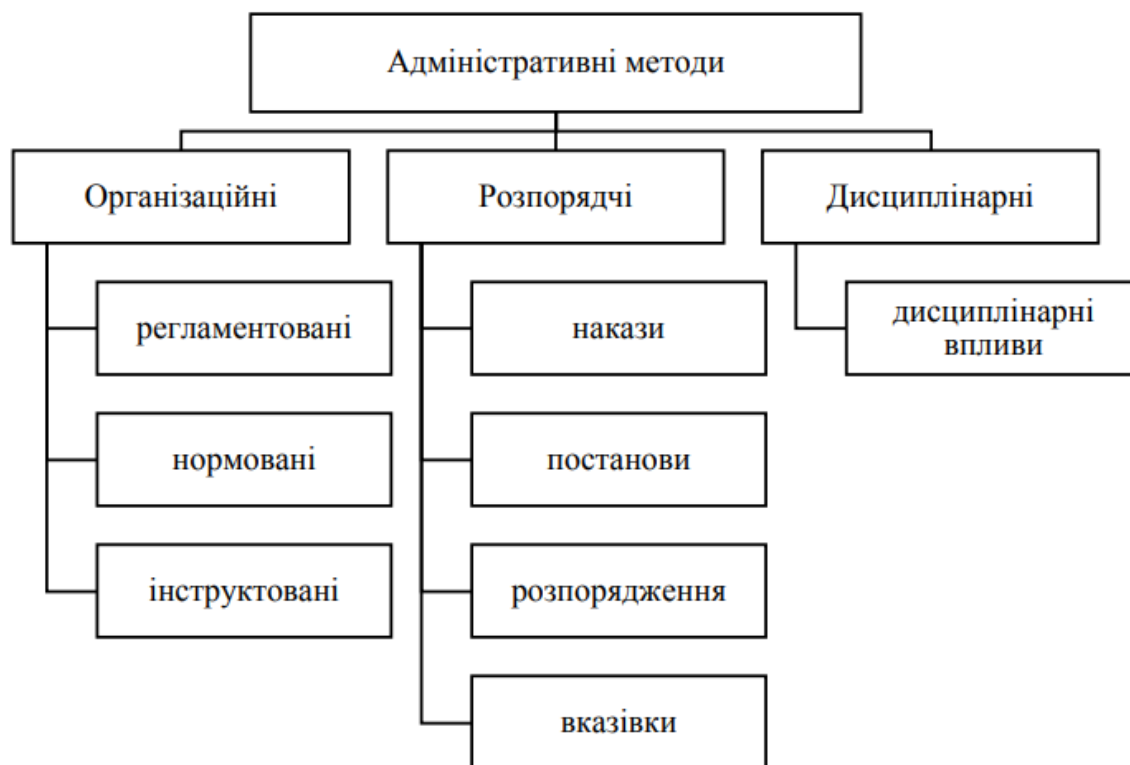 Адміністративні методи
Організаційні
Розпорядчі
Дисциплінарні
регламентовані
нормовані
інструктовані
накази
постанови
розпорядження
вказівки
дисциплінарні
впливи